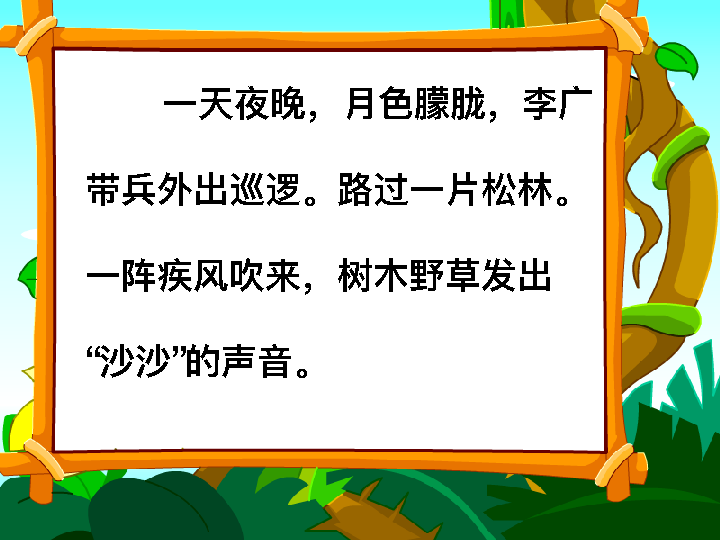 一天夜晚，月色朦胧，李广
带兵外出巡逻。路过一片松林。
一阵疾风吹来，树木野草发出
“沙沙”的声音。